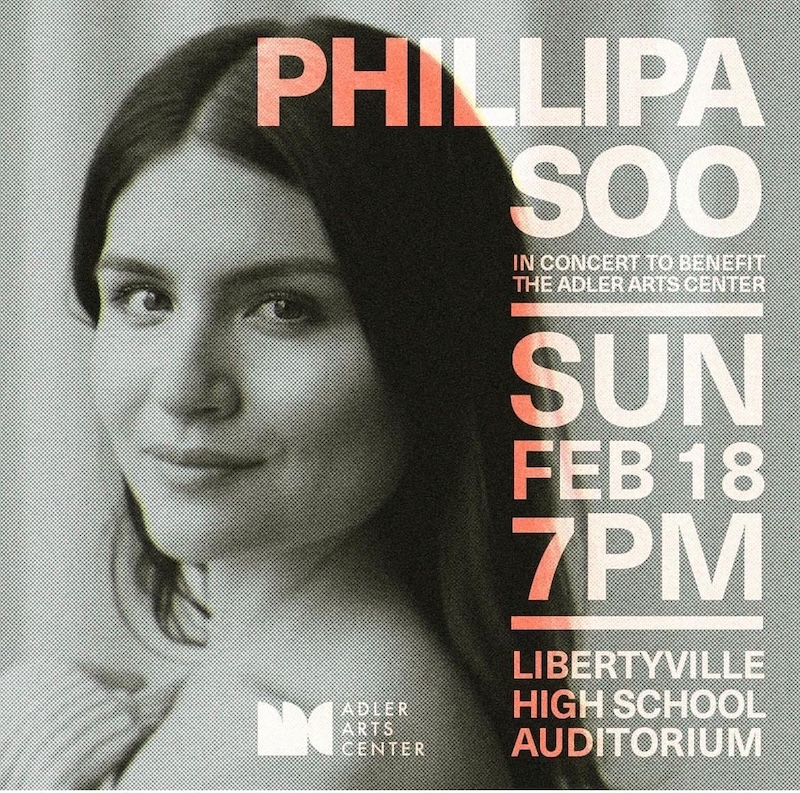 PHILLIPA
SOO
IN CONCERT TO BENEFIT
THE ADLER ARTS CENTER
SUN
FEB 18
7PM
LIBERTYVILLE
HIGH SCHOOL
AUDITORIUM
ADLER
ARTS
CENTER